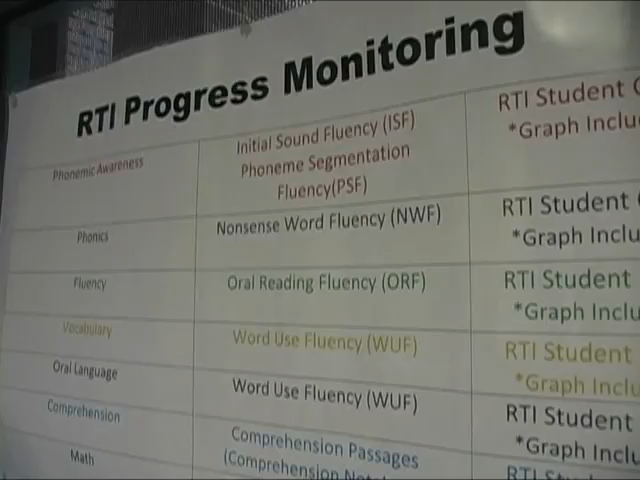 RTI Progress Monitoring
Phonemic Awareness
Initial Sound Fluency (ISF)
Phoneme Segmentation
Fluency(PSF)
RTI Student
*Graph Inclu
Phonics
Nonsense Word Fluency (NWF)
RTI Student
*Graph Inclu
Fluency
Oral Reading Fluency (ORF)
RTI Student
*Graph Inclu
Vocabulary
Word Use Fluency (WUF)
RTI Student
*Graph Inclu
Oral Language
Word Use Fluency (WUF)
RTI Student
*Graph Inclu
Comprehension
Comprehension Passages
(Comprehension
RTI
Math